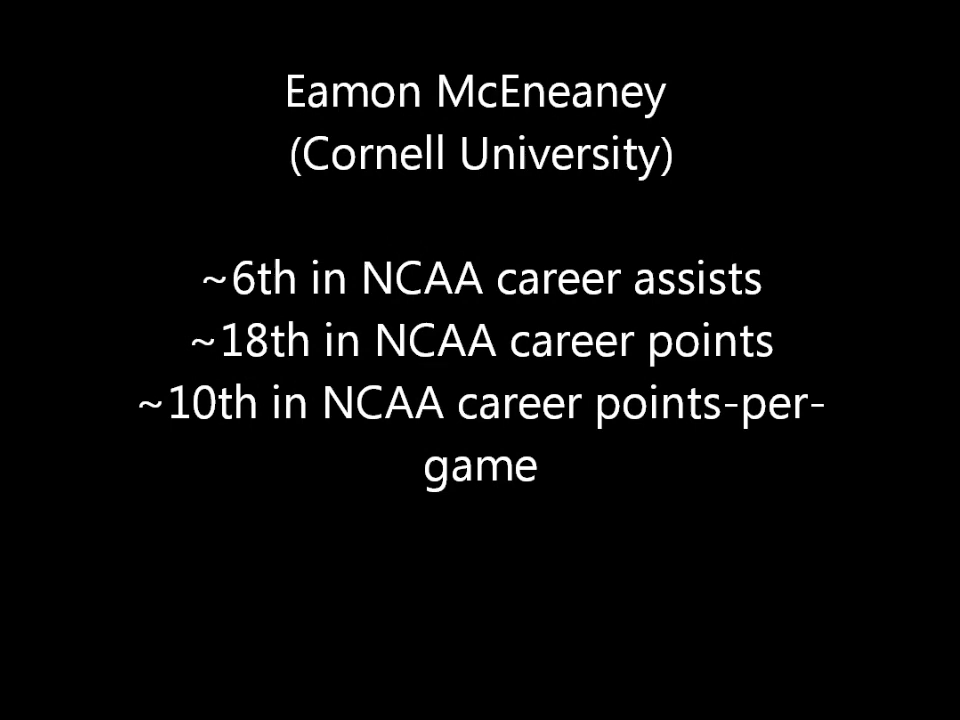 Eamon McEneaney
(Cornell University)
~6th in NCAA career assists
~18th in NCAA career points
~10th in NCAA career points-per-
game